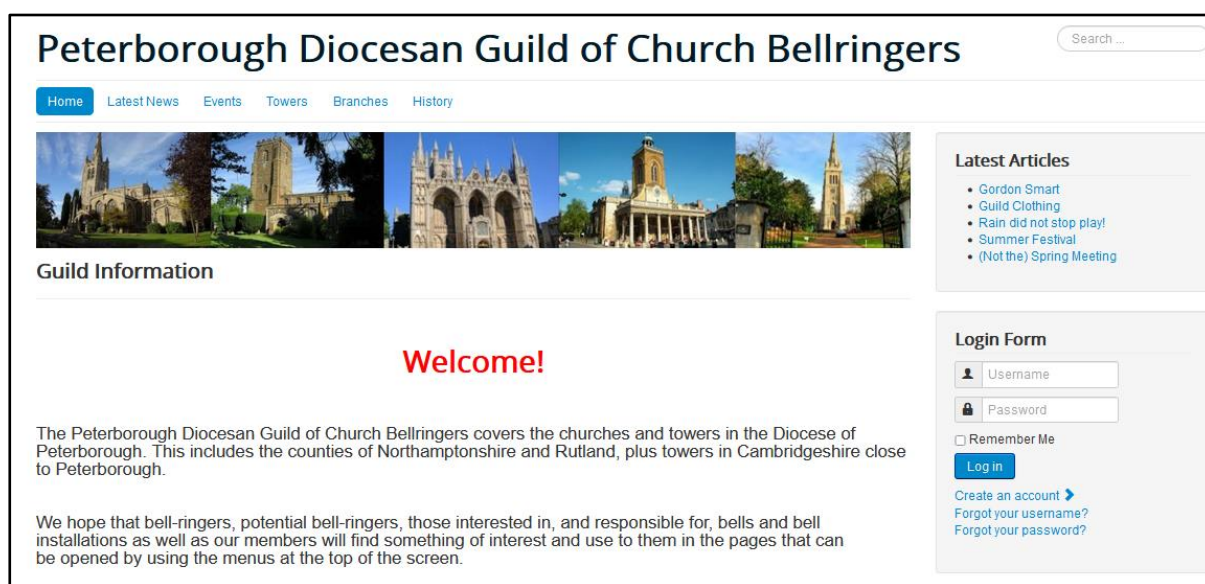 Peterborough Diocesan Guild of Church Bellringers
Search ...
Home Latest News Events Towers Branches History
Guild Information
Welcome!
The Peterborough Diocesan Guild of Church Bellringers covers the churches and towers in the Diocese of
Peterborough. This includes the counties of Northamptonshire and Rutland, plus towers in Cambridgeshire close
to Peterborough.
We hope that bell-ringers, potential bell-ringers, those interested in, and responsible for, bells and bell
installations as well as our members will find something of interest and use to them in the pages that can
be opened by using the menus at the top of the screen.
Latest Articles
Gordon Smart
Guild Clothing
Rain did not stop play!
Summer Festival
(Not the) Spring Meeting
Login Form
Username
Password
Remember Me
Log in
Create an account
Forgot your username?
Forgot your password?